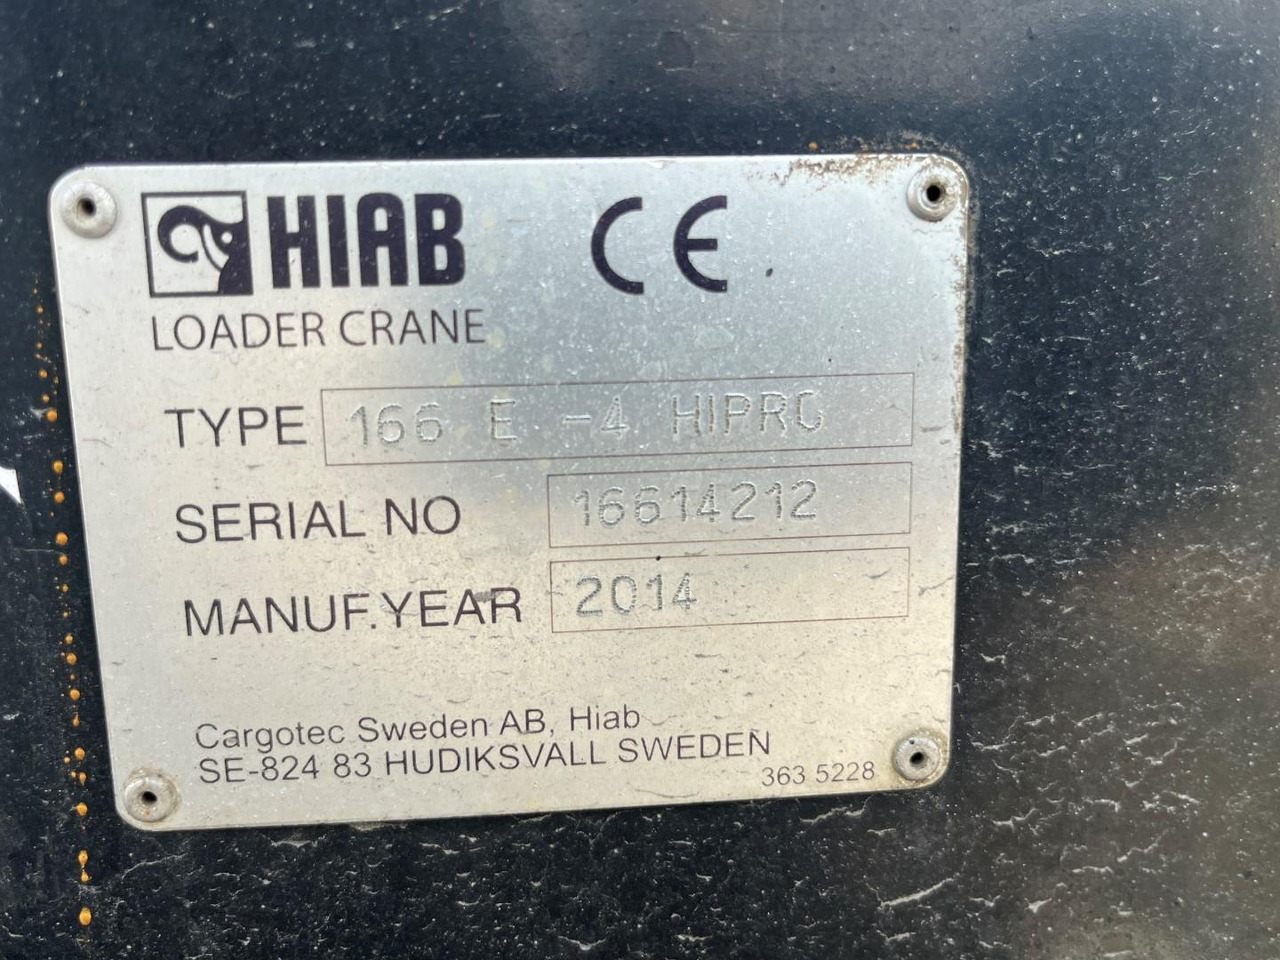 HIAB CE
LOADER CRANE
TYPE 166 E -4 HIPRO
SERIAL NO 16614212
MANUF.YEAR 2014
Cargotec Sweden AB, Hiab
SE-824 83 HUDIKSVALL SWEDEN
363 5228